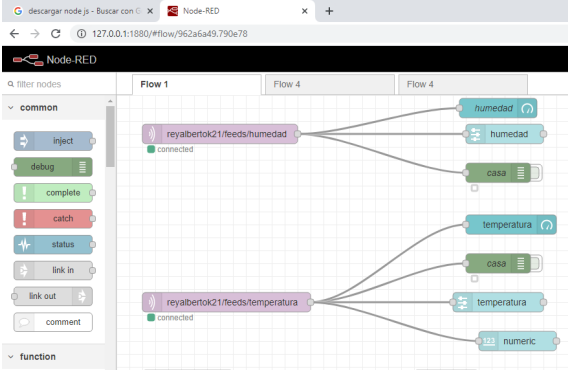 descargar node js - Buscar con G
Node-RED
127.0.0.1:1880/#flow/962a6a49.790e78
Node-RED
filter nodes
Flow 1
Flow 4
Flow 4
common
inject
debug
complete
catch
status
link in
link out
comment
function
humedad
reyalbertok21/feeds/humedad
humedad
connected
casa
temperatura
casa
reyalbertok21/feeds/temperatura
temperatura
connected
123 numeric